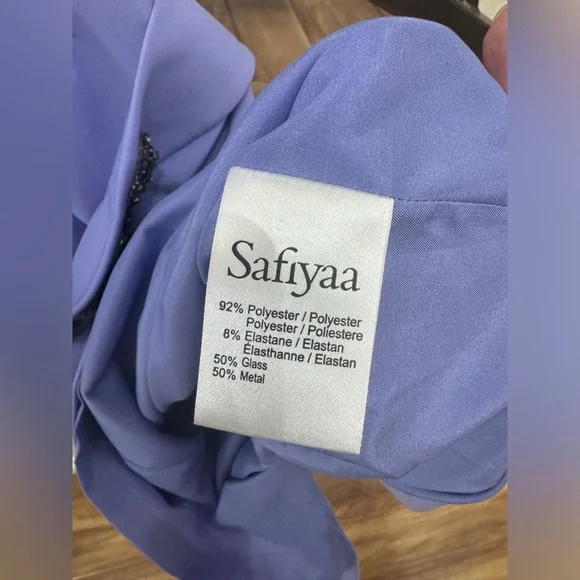 Safiyaa
92% Polyester / Polyester
Polyester / Poliestere
8% Elastane / Elastan
Élasthanne / Elastan
50% Glass
50% Metal